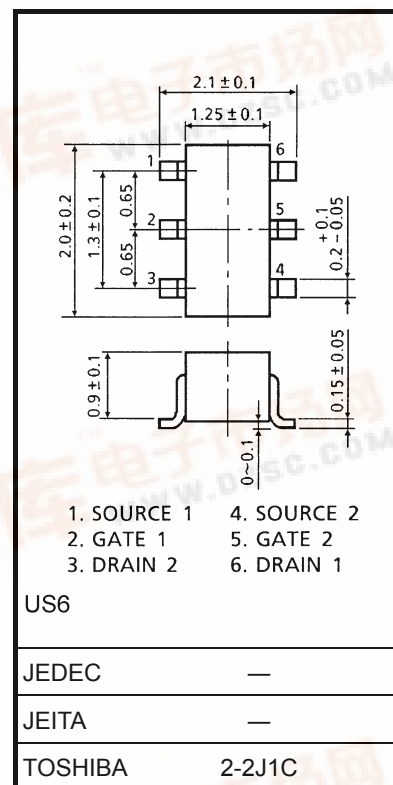 2.1±0.1
1.25±0.1
1
6
2
5
3
4
2.0±0.2
1.3±0.1
0.65
0.65
+0.1
0.2-0.05
0.9±0.1
0.15±0.05
0~0.1
1. SOURCE 1 4. SOURCE 2
2. GATE 1 5. GATE 2
3. DRAIN 2 6. DRAIN 1
US6
JEDEC —
JEITA —
TOSHIBA 2-2J1C